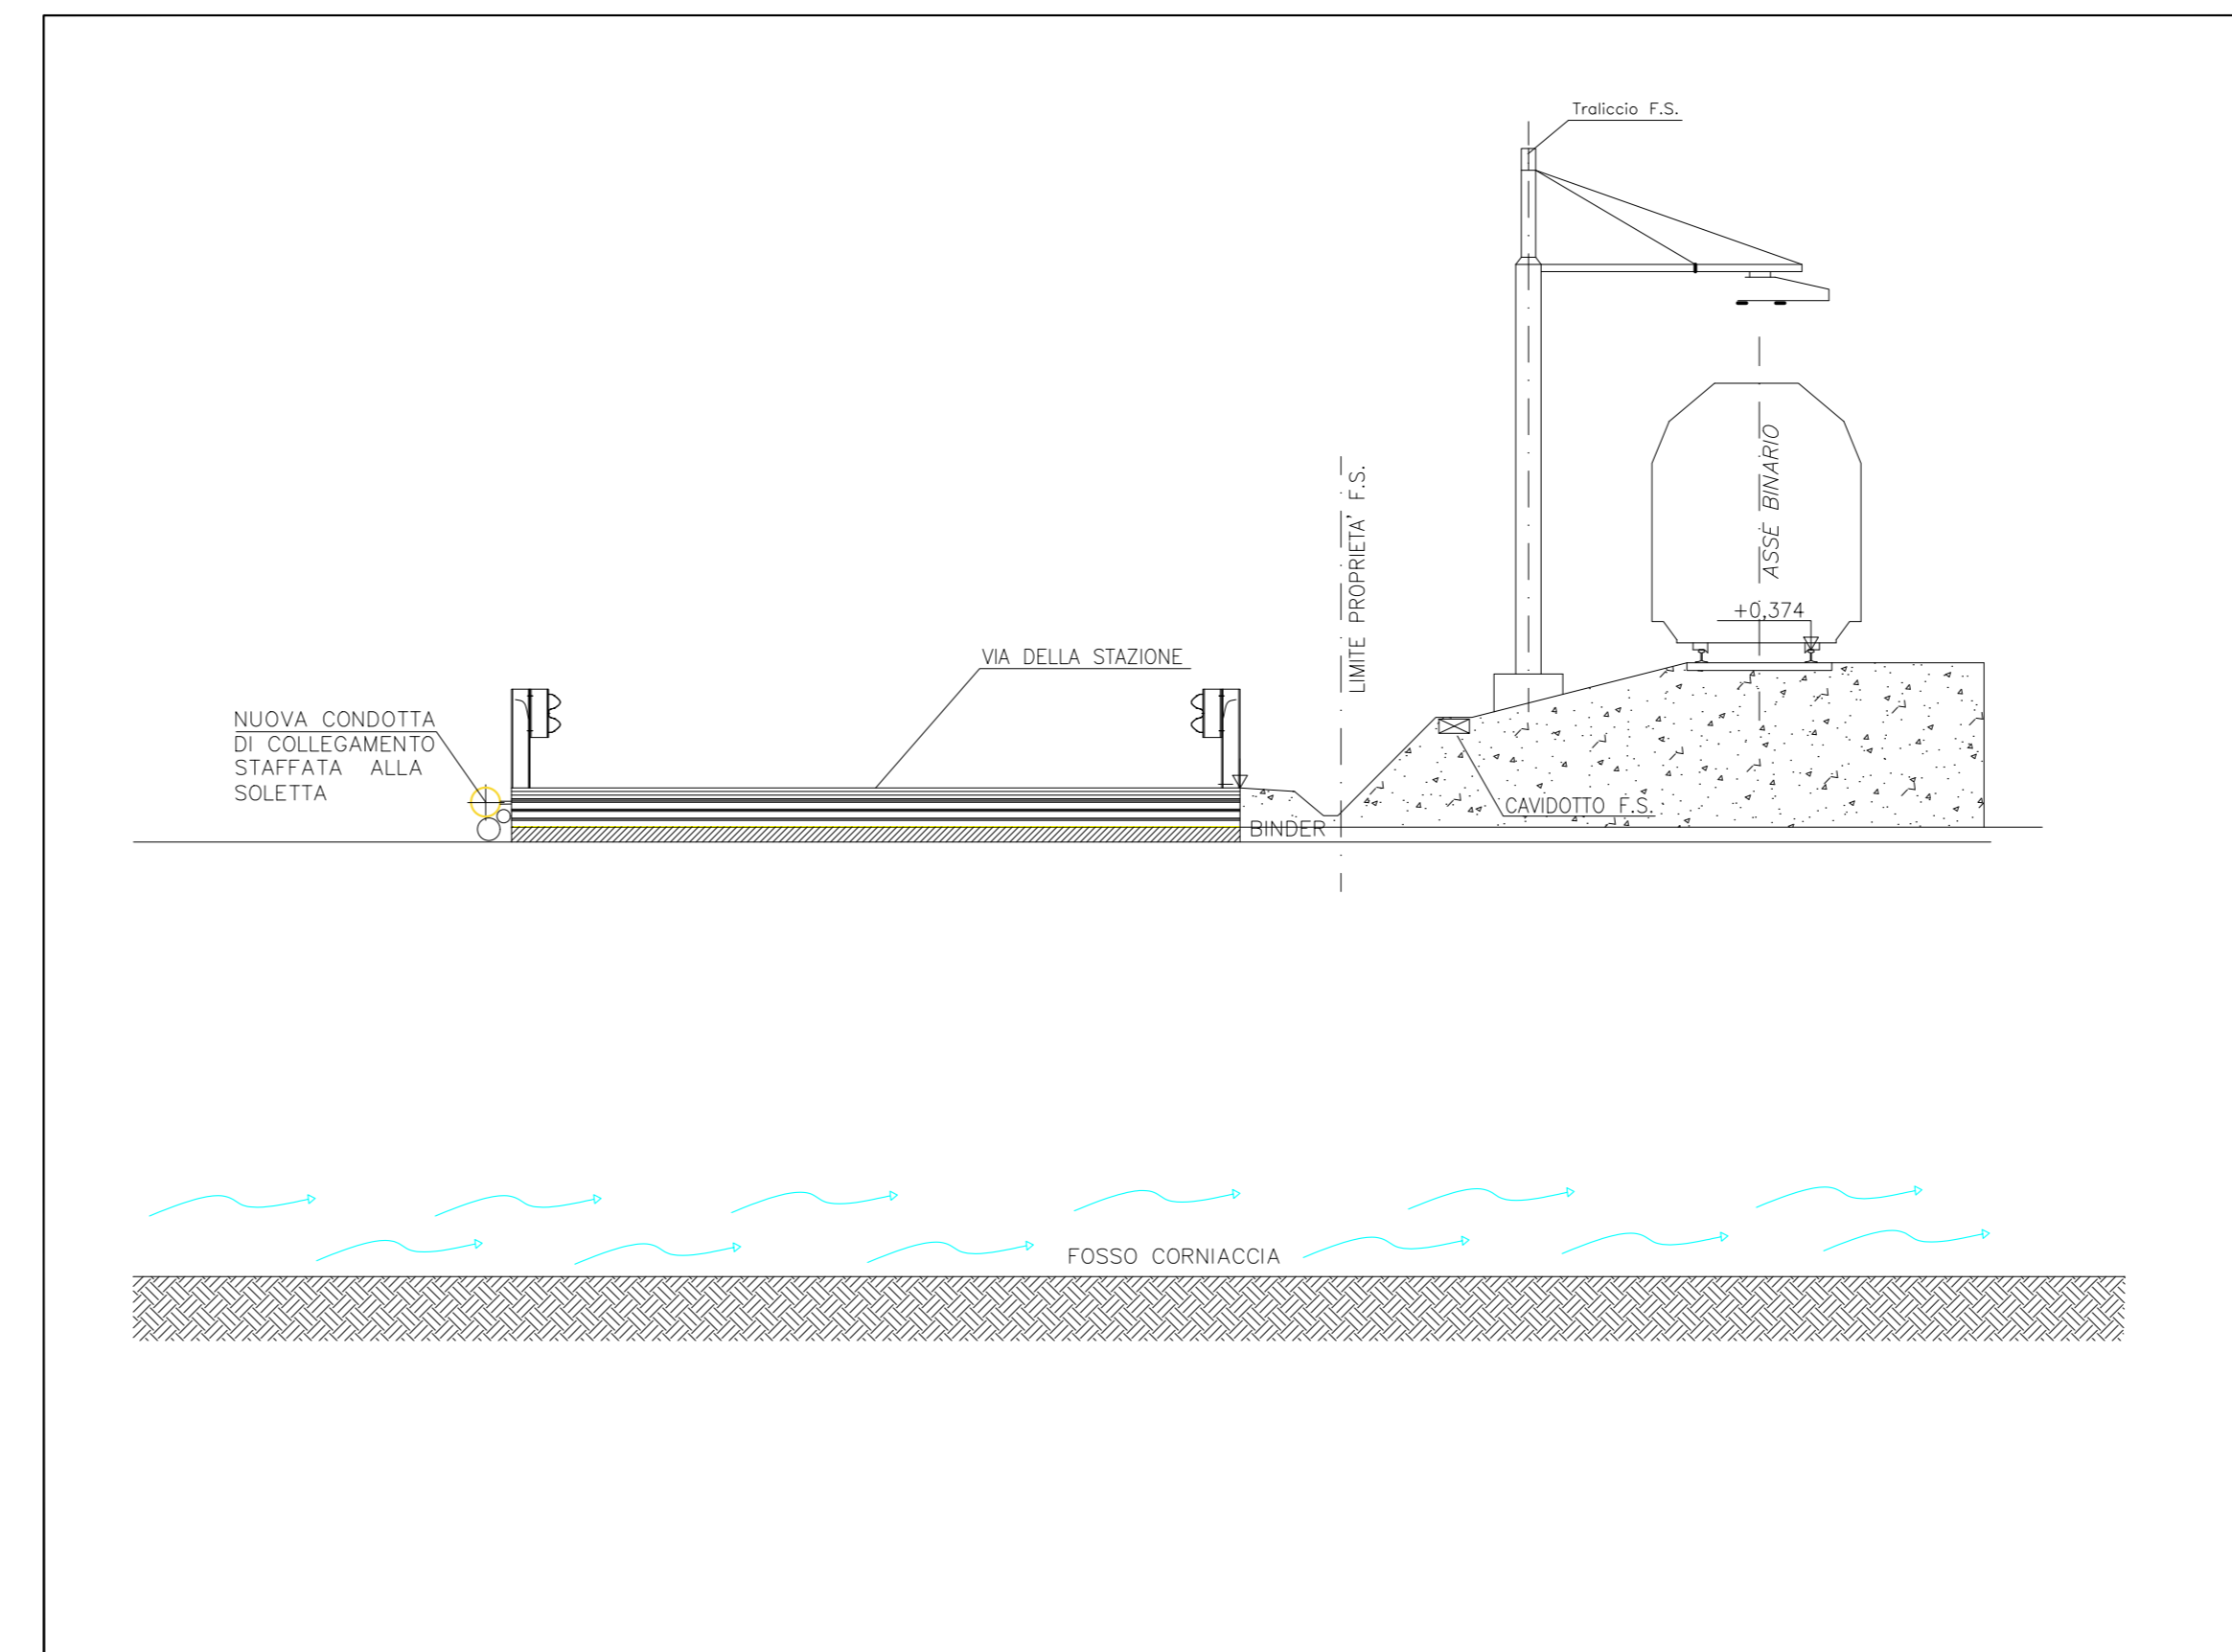 Traliccio F.S.
ASSE BINARIO
LIMITE PROPRIETA' F.S.
+0,374
VIA DELLA STAZIONE
NUOVA CONDOTTA
DI COLLEGAMENTO
STAFFATA ALLA
SOLETTA
CAVIDOTTO F.S.
BINDER
FOSSO CORNIACCIA